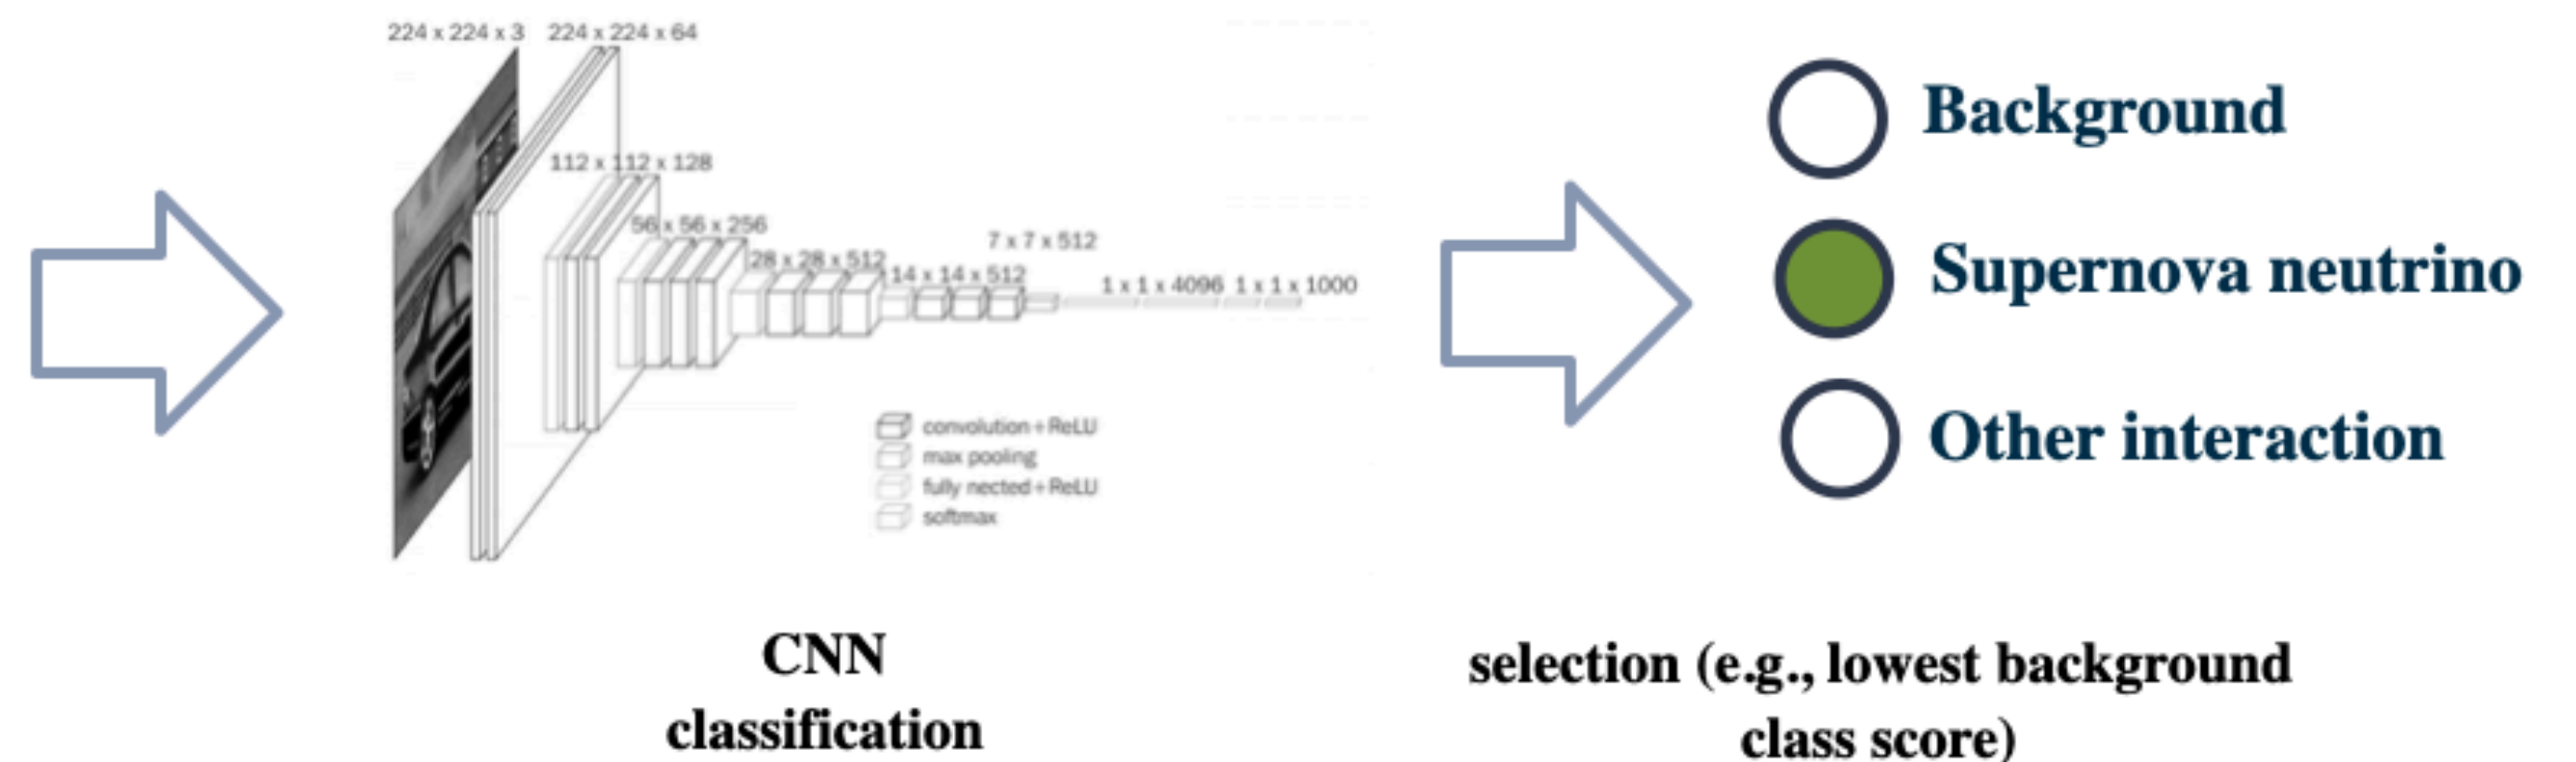 224 x 224 x 3
224 x 224 x 64
112 x 112 x 128
56 x 56 x 256
28 x 28 x 512
14 x 14 x 512
7 x 7 x 512
1 x 1 x 4096
1 x 1 x 1000
convolution+ReLU
max pooling
fully nected+ReLU
softmax
CNN
classification
Background
Supernova neutrino
Other interaction
selection (e.g., lowest background
class score)